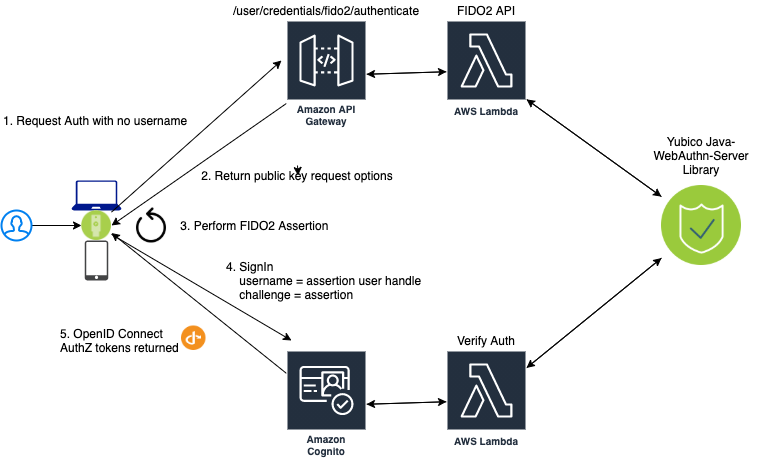 /user/credentials/fido2/authenticate
FIDO2 API
</>
Amazon API
Gateway
AWS Lambda
1. Request Auth with no username
Yubico Java-
WebAuthn-Server
Library
2. Return public key request options
3. Perform FIDO2 Assertion
4. SignIn
username = assertion user handle
challenge = assertion
5. OpenID Connect
AuthZ tokens returned
Verify Auth
Amazon
Cognito
AWS Lambda